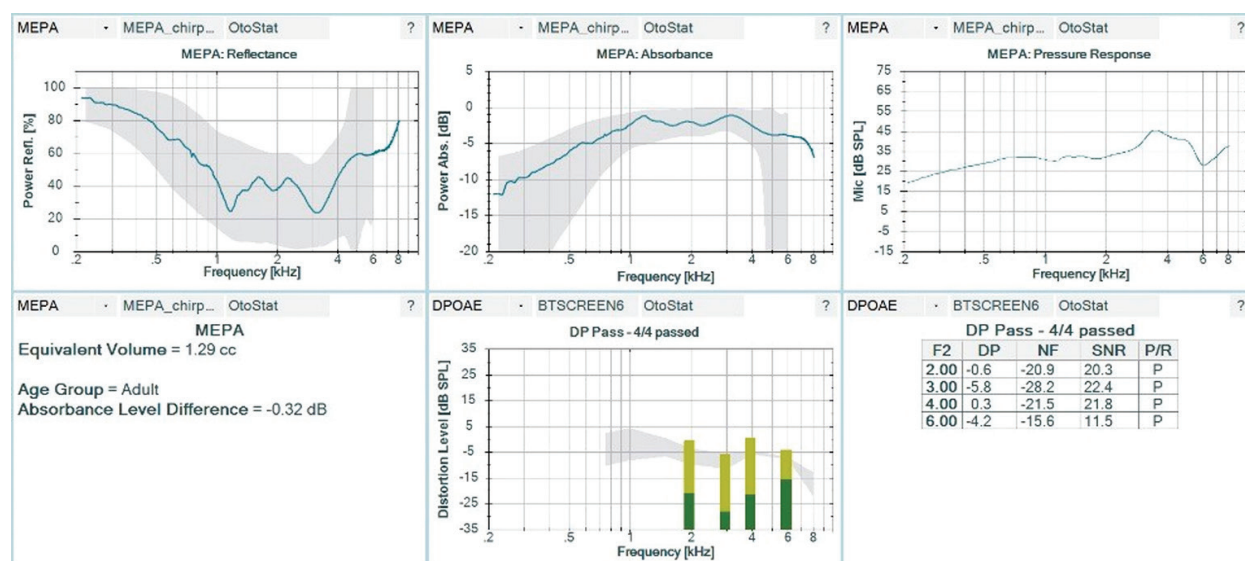 MEPA MEPA_chirp... OtoStat ?
MEPA: Reflectance
Power Refl. [%]
100
80
60
40
20
0
.2 .5 1 2 4 6 8
Frequency [kHz]
MEPA MEPA_chirp... OtoStat ?
MEPA: Absorbance
Power Abs. [dB]
5
0
-5
-10
-15
-20
.2 .5 1 2 4 6 8
Frequency [kHz]
MEPA MEPA_chirp... OtoStat ?
MEPA: Pressure Response
Mic [dB SPL]
75
65
55
45
35
25
15
5
-5
-15
.2 .5 1 2 4 6 8
Frequency [kHz]
MEPA MEPA_chirp... OtoStat ?
MEPA
Equivalent Volume = 1.29 cc
Age Group = Adult
Absorbance Level Difference = -0.32 dB
DPOAE BTSCREEN6 OtoStat ?
DP Pass - 4/4 passed
Distortion Level [dB SPL]
35
25
15
5
-5
-15
-25
-35
.2 .5 1 2 4 6 8
Frequency [kHz]
DPOAE BTSCREEN6 OtoStat ?
DP Pass - 4/4 passed
F2 DP NF SNR P/R
2.00 -0.6 -20.9 20.3 P
3.00 -5.8 -28.2 22.4 P
4.00 0.3 -21.5 21.8 P
6.00 -4.2 -15.6 11.5 P